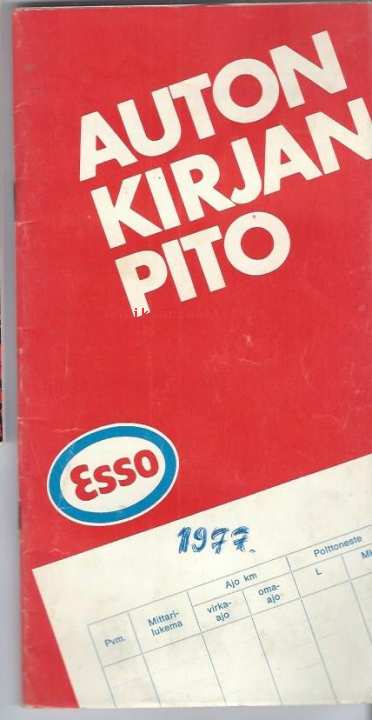 AUTON
KIRJAN
PITO
Esso
1977.
Ajo km
Polttoneste
Pvm.
Mittari-
lukema
virka-
ajo
oma-
ajo
L